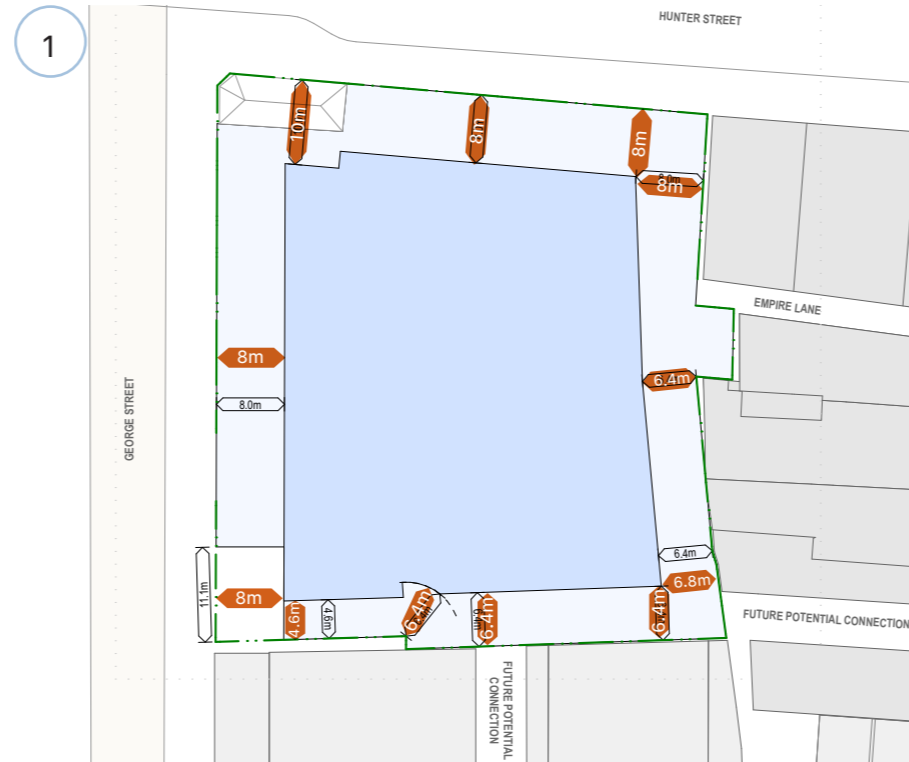 1
HUNTER STREET
10m
8m
8m
8m
EMPIRE LANE
8m
6.4m
8.0m
GEORGE STREET
6.4m
11.1m
8m
6.8m
4.6m
4.6m
6.4m
6.4m
6.4m
FUTURE POTENTIAL CONNECTION
FUTURE POTENTIAL
CONNECTION